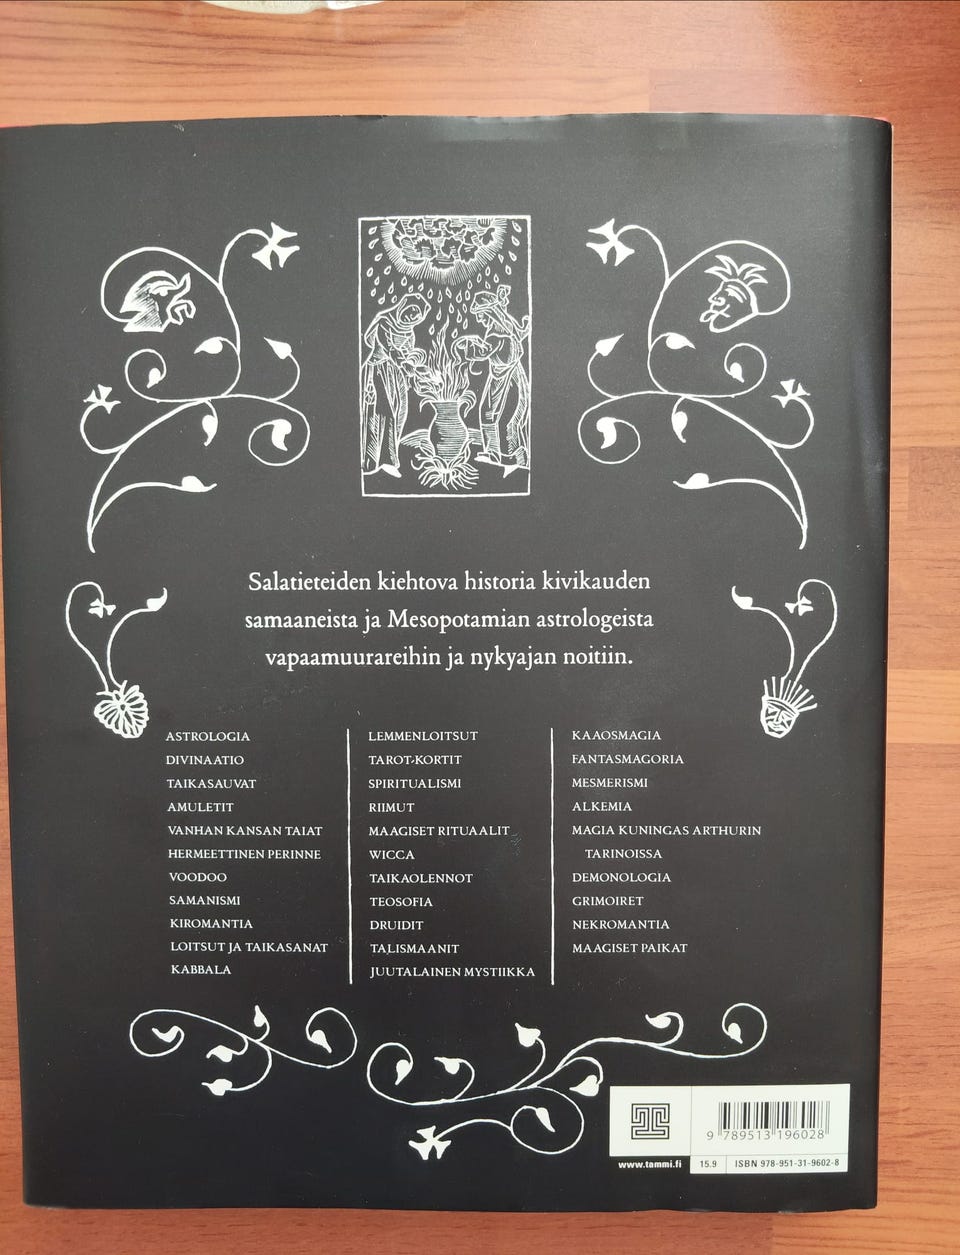 Salatieteiden kiehtova historia kivikauden
samaaneista ja Mesopotamian astrologeista
vapaamuurareihin ja nykyajan noitiin.
ASTROLOGIA
DIVINAATIO
TAIKASAUVAT
AMULETIT
VANHAN KANSAN TAIAT
HERMEETTINEN PERINNE
VOODOO
SAMANISMI
KIROMANTIA
LOITSUT JA TAIKASANAT
KABBALA
LEMMENLOITSUT
TAROT-KORTIT
SPIRITUALISMI
RIIMUT
MAAGISET RITUAALIT
WICCA
TAIKAOLENNOT
TEOSOFIA
DRUIDIT
TALISMAANIT
JUUTALAINEN MYSTIIKKA
KAAOSMAGIA
FANTASMAGORIA
MESMERISMI
ALKEMIA
MAGIA KUNINGAS ARTHURIN
TARINOISSA
DEMONOLOGIA
GRIMOIRET
NEKROMANTIA
MAAGISET PAIKAT
9 789513 196028
www.tammi.fi
15.9
ISBN 978-951-31-9602-8